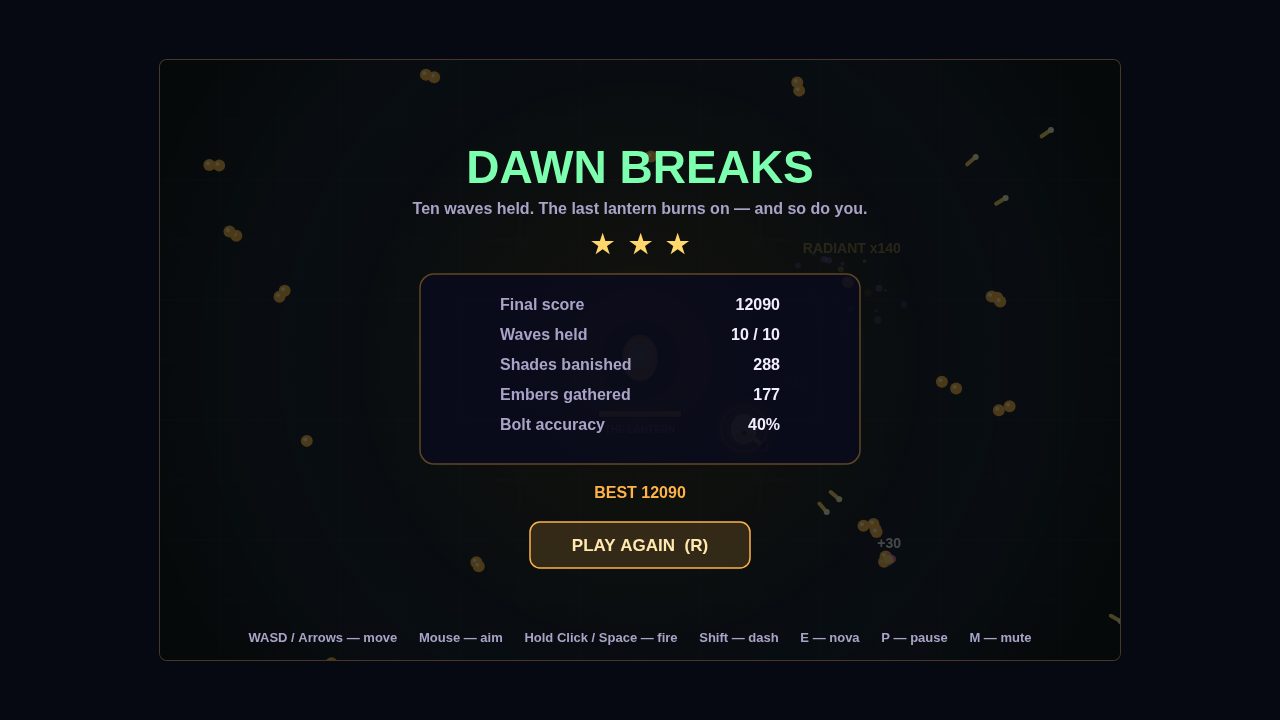 DAWN BREAKS
Ten waves held. The last lantern burns on — and so do you.
★ ★ ★
RADIANT x140
Final score 12090
Waves held 10 / 10
Shades banished 288
Embers gathered 177
Bolt accuracy 40%
BEST 12090
PLAY AGAIN (R)
+30
WASD / Arrows — move Mouse — aim Hold Click / Space — fire Shift — dash E — nova P — pause M — mute